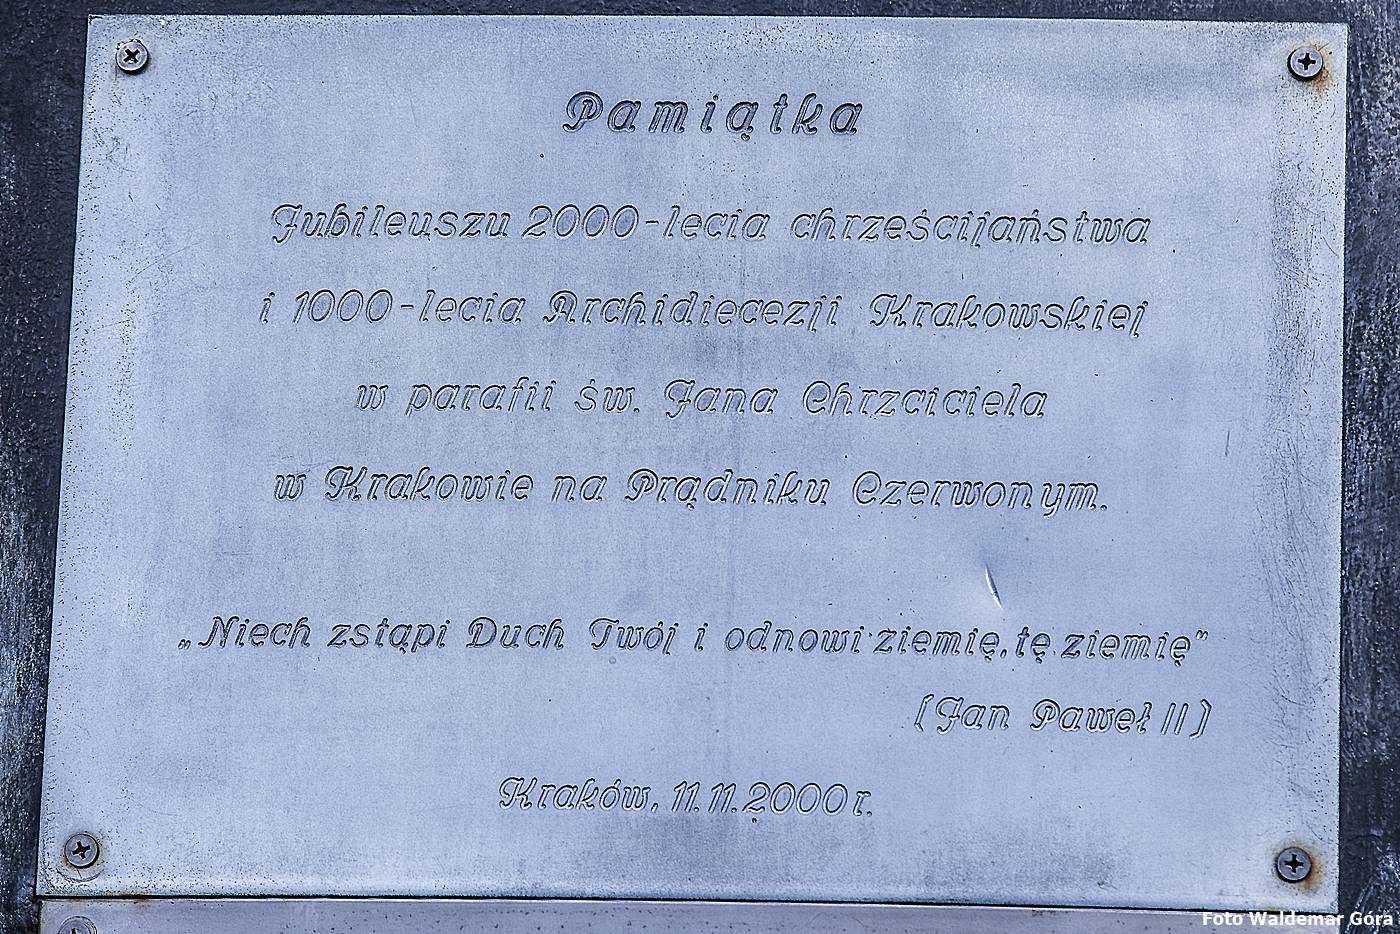 Pamiątka
Jubileuszu 2000-lecia chrześcijaństwa
i 1000-lecia Archidiecezji Krakowskiej
w parafii św. Jana Chrzciciela
w Krakowie na Prądniku Czerwonym.
„Niech zstąpi Duch Twój i odnowi ziemię, tę ziemię”
(Jan Paweł II)
Kraków, 11.11.2000 r.
Foto Waldemar Góra